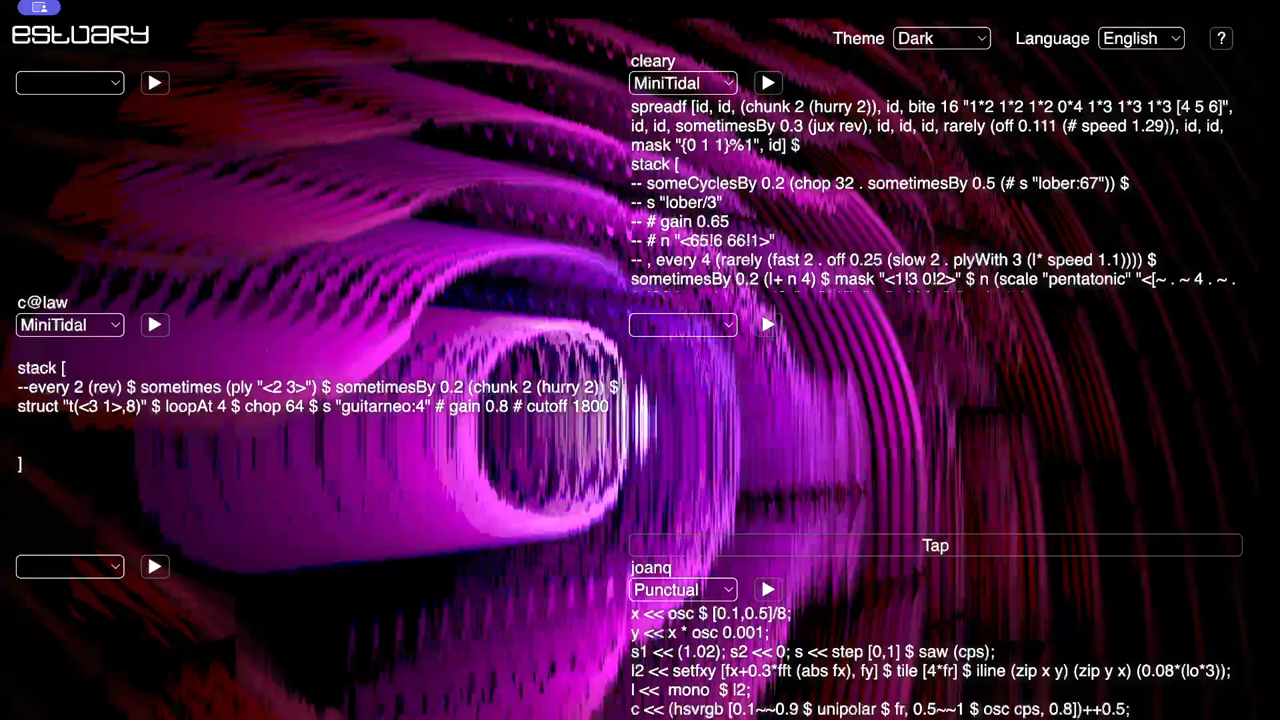 estuary
Theme Dark Language English ?
cleary
MiniTidal
spreadf [id, id, (chunk 2 (hurry 2)), id, bite 16 "1*2 1*2 1*2 0*4 1*3 1*3 1*3 [4 5 6]",
id, id, sometimesBy 0.3 (jux rev), id, id, id, rarely (off 0.111 (# speed 1.29)), id, id,
mask "{0 1 1}%1", id] $
stack [
-- someCyclesBy 0.2 (chop 32 . sometimesBy 0.5 (# s "lober:67")) $
-- s "lober/3"
-- # gain 0.65
-- # n "<65!6 66!1>"
-- , every 4 (rarely (fast 2 . off 0.25 (slow 2 . plyWith 3 (|* speed 1.1)))) $
sometimesBy 0.2 (|+ n 4) $ mask "<1!3 0!2>" $ n (scale "pentatonic" "<[~ . ~ 4 . ~ .
c@law
MiniTidal
stack [
--every 2 (rev) $ sometimes (ply "<2 3>") $ sometimesBy 0.2 (chunk 2 (hurry 2)) $
struct "t(<3 1>,8)" $ loopAt 4 $ chop 64 $ s "guitarneo:4" # gain 0.8 # cutoff 1800
]
Tap
joanq
Punctual
x << osc $ [0.1,0.5]/8;
y << x * osc 0.001;
s1 << (1.02); s2 << 0; s << step [0,1] $ saw (cps);
l2 << setfxy [fx+0.3*fft (abs fx), fy] $ tile [4*fr] $ iline (zip x y) (zip y x) (0.08*(lo*3));
l << mono $ l2;
c << (hsvrgb [0.1~~0.9 $ unipolar $ fr, 0.5~~1 $ osc cps, 0.8])++0.5;